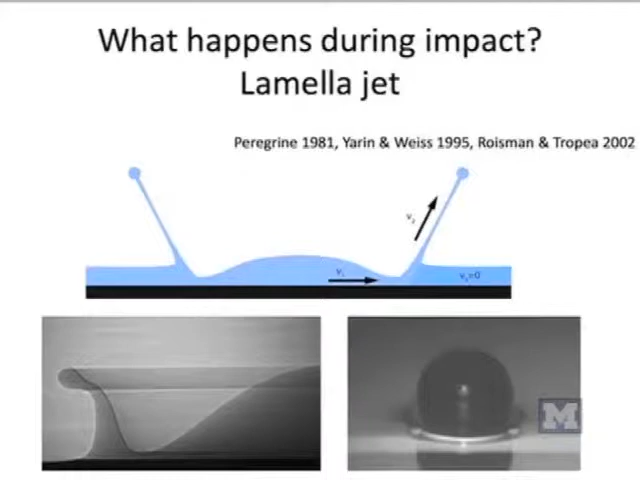 What happens during impact?
Lamella jet
Peregrine 1981, Yarin & Weiss 1995, Roisman & Tropea 2002
M